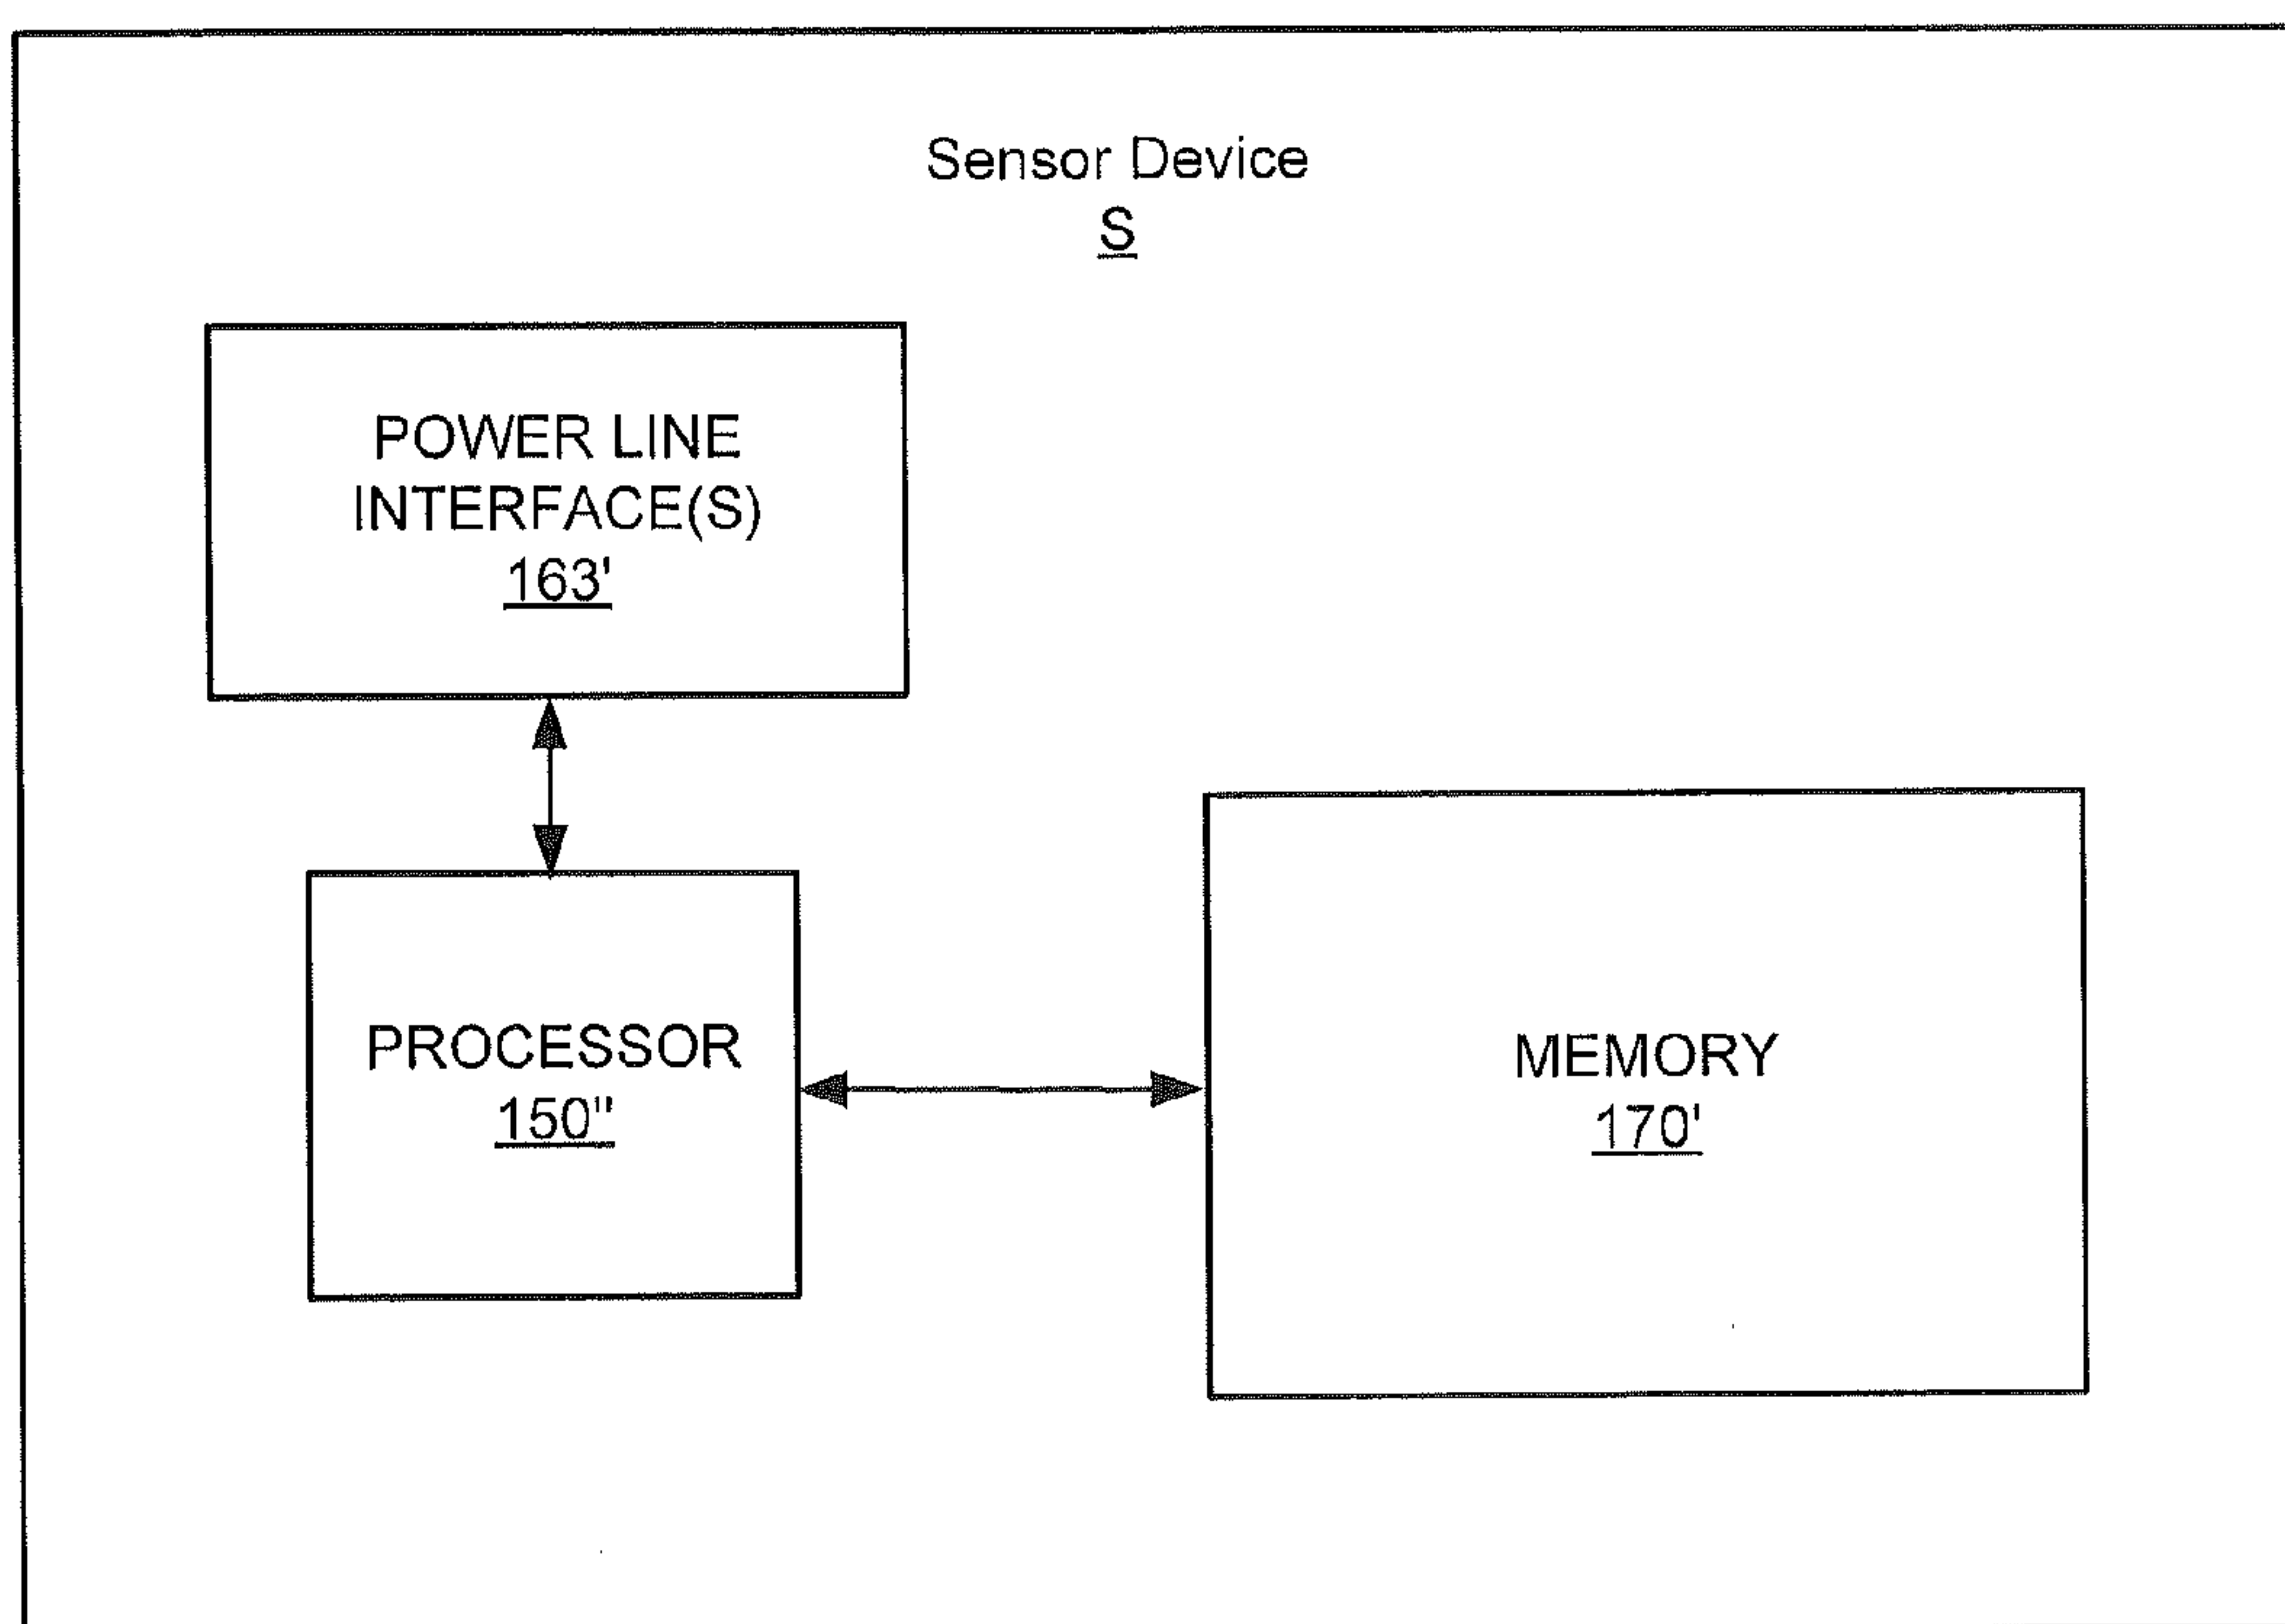 Sensor Device
S
POWER LINE
INTERFACE(S)
163'
PROCESSOR
150"
MEMORY
170'